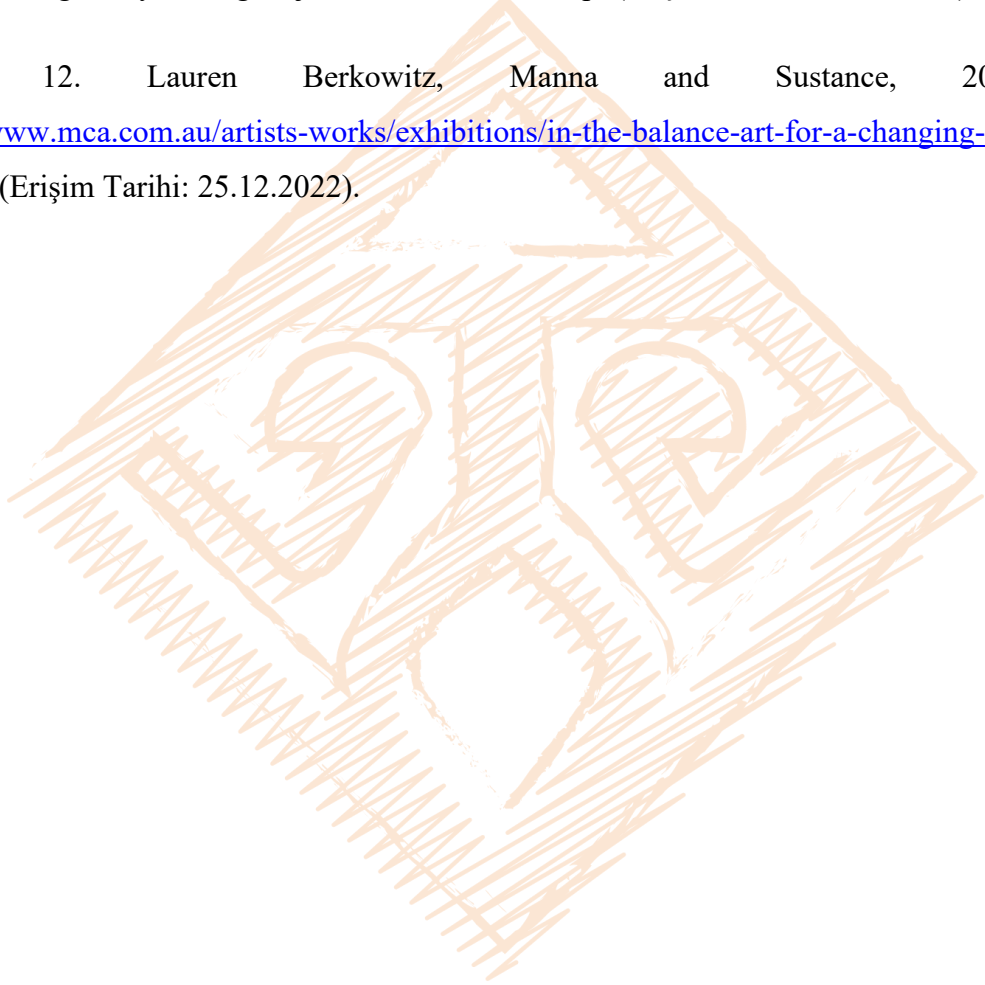 12. Lauren Berkowitz, Manna and Sustance, 20
www.mca.com.au/artists-works/exhibitions/in-the-balance-art-for-a-changing-
(Erişim Tarihi: 25.12.2022).